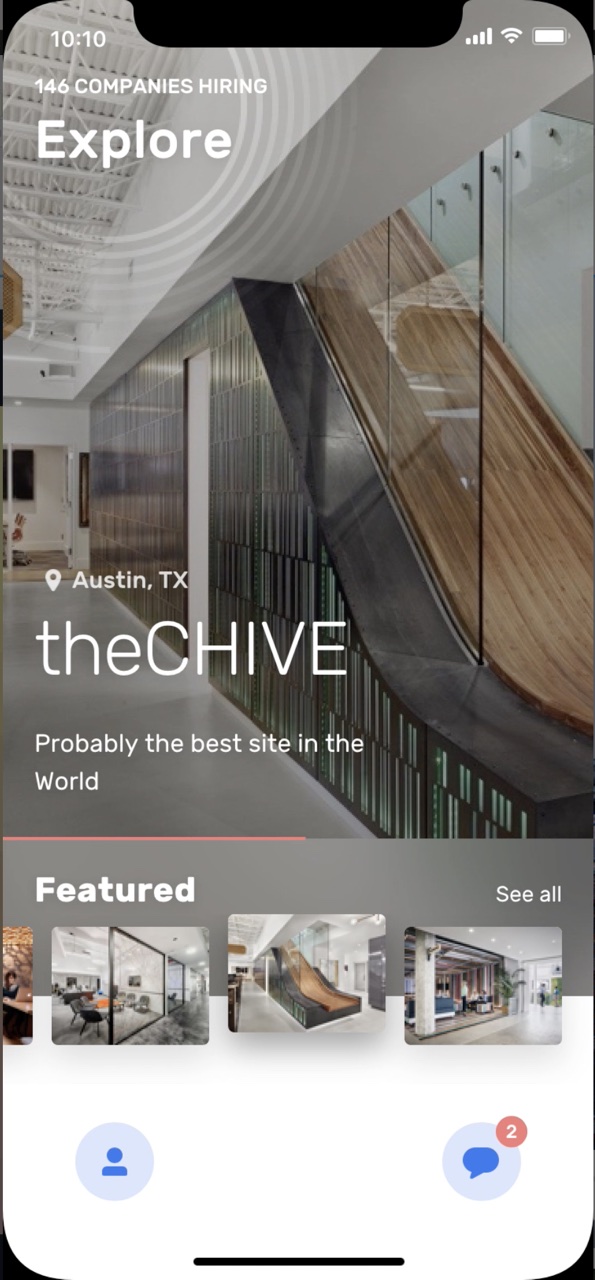 10:10
146 COMPANIES HIRING
Explore
Austin, TX
theCHIVE
Probably the best site in the
World
Featured
See all
2